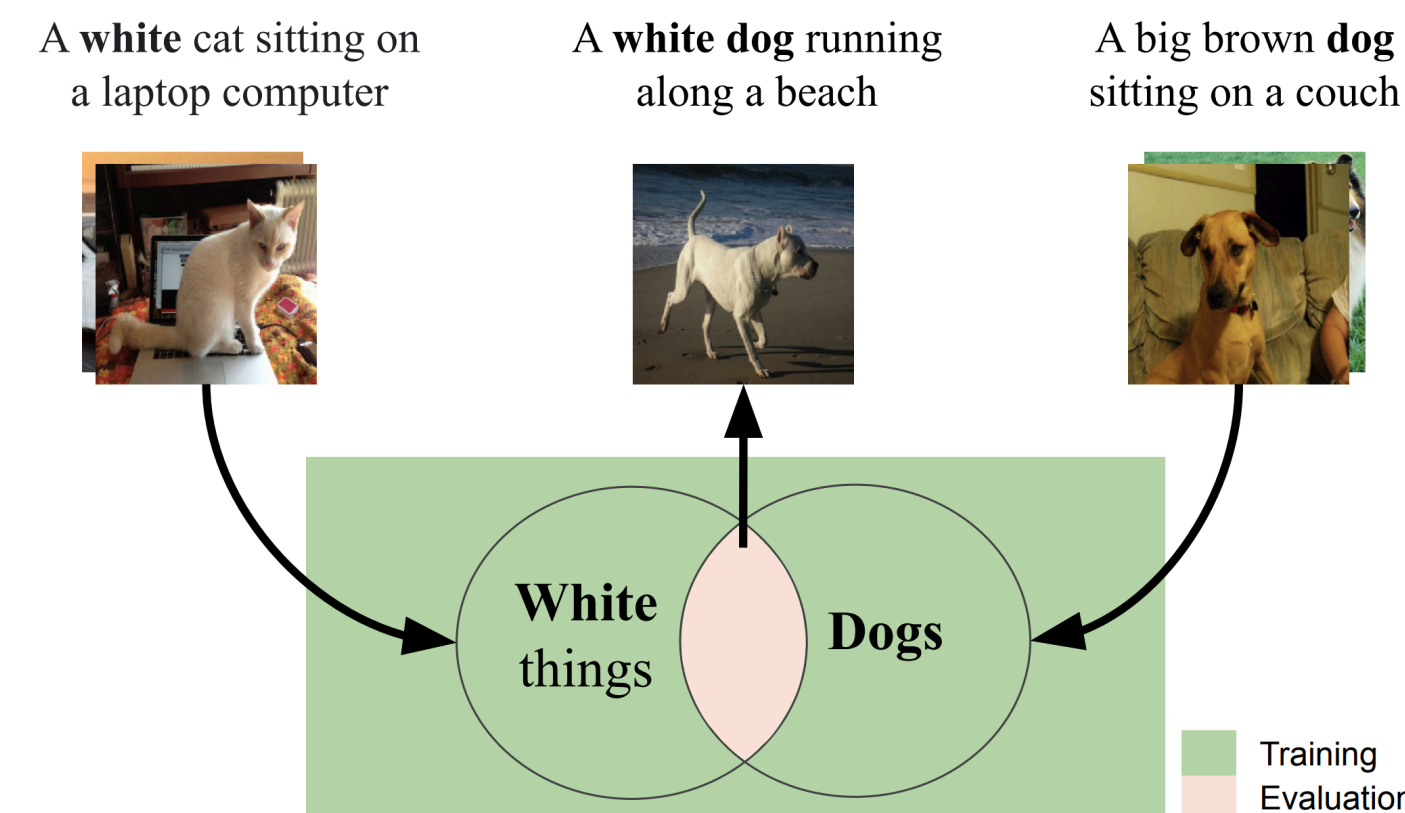 A white cat sitting on
a laptop computer
A white dog running
along a beach
A big brown dog
sitting on a couch
White
things
Dogs
Training
Evaluation